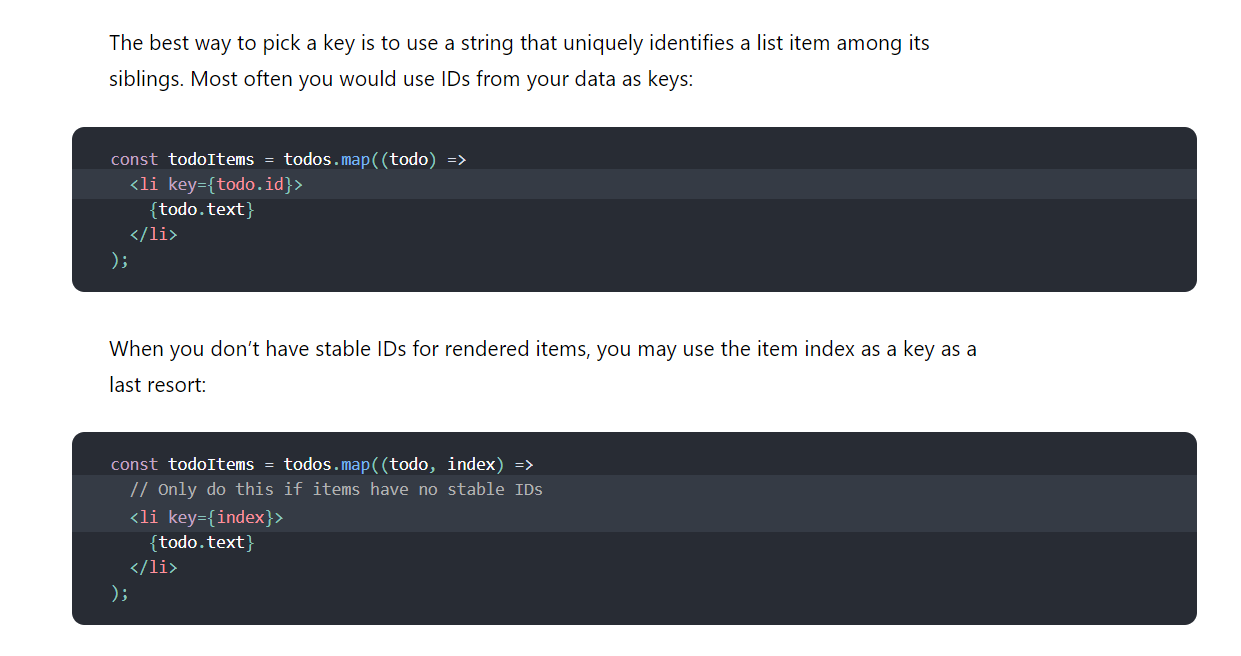 The best way to pick a key is to use a string that uniquely identifies a list item among its
siblings. Most often you would use IDs from your data as keys:
const todoItems = todos.map((todo) =>
  <li key={todo.id}>
    {todo.text}
  </li>
);
When you don’t have stable IDs for rendered items, you may use the item index as a key as a
last resort:
const todoItems = todos.map((todo, index) =>
  // Only do this if items have no stable IDs
  <li key={index}>
    {todo.text}
  </li>
);